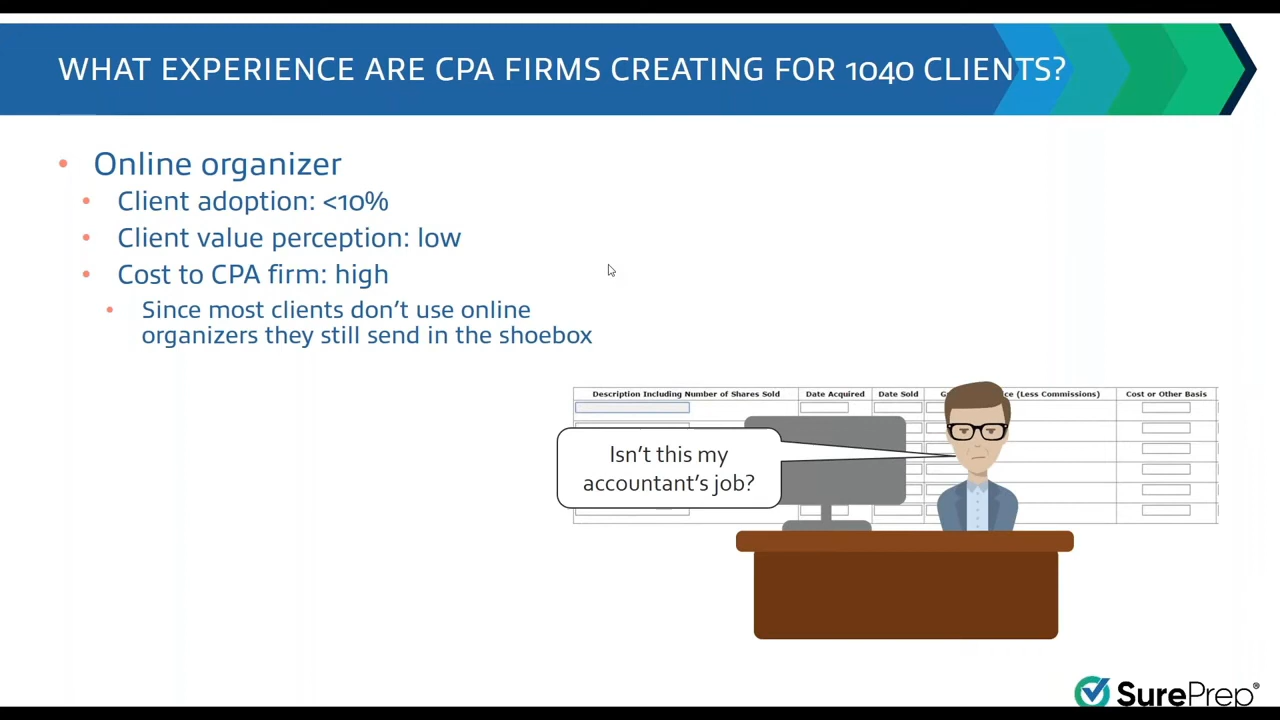 WHAT EXPERIENCE ARE CPA FIRMS CREATING FOR 1040 CLIENTS?
• Online organizer
• Client adoption: <10%
• Client value perception: low
• Cost to CPA firm: high
• Since most clients don't use online
organizers they still send in the shoebox
Description Including Number of Shares Sold Date Acquired Date Sold (Less Commissions) Cost or Other Basis
Isn't this my
accountant's job?
SurePrep®